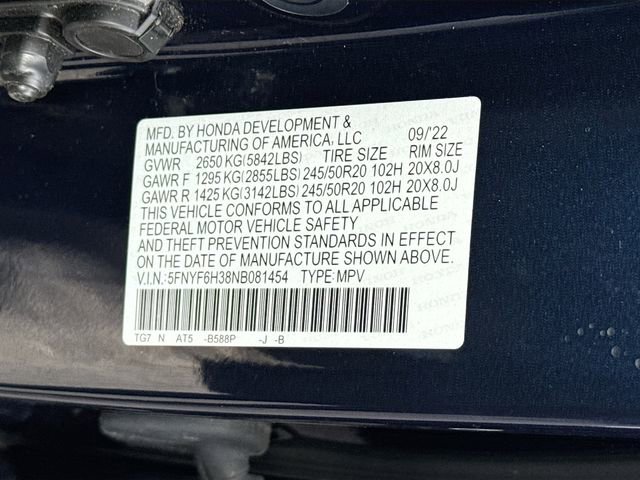 MFD. BY HONDA DEVELOPMENT &
MANUFACTURING OF AMERICA, LLC 09/'22
GVWR 2650 KG(5842LBS) TIRE SIZE RIM SIZE
GAWR F 1295 KG(2855LBS) 245/50R20 102H 20X8.0J
GAWR R 1425 KG(3142LBS) 245/50R20 102H 20X8.0J
THIS VEHICLE CONFORMS TO ALL APPLICABLE
FEDERAL MOTOR VEHICLE SAFETY
AND THEFT PREVENTION STANDARDS IN EFFECT
ON THE DATE OF MANUFACTURE SHOWN ABOVE.
V.I.N.:5FNYF6H38NB081454 TYPE:MPV
TG7 N AT5 -B588P -J -B